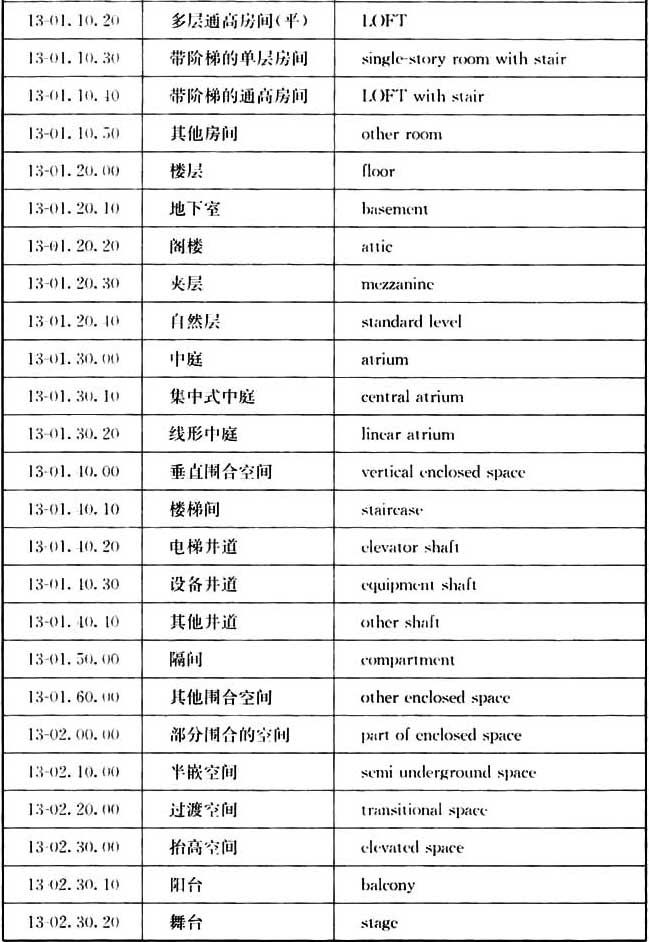 13-01.10.20 多层通高房间(平) LOFT
13-01.10.30 带阶梯的单层房间 single-story room with stair
13-01.10.40 带阶梯的通高房间 LOFT with stair
13-01.10.50 其他房间 other room
13-01.20.00 楼层 floor
13-01.20.10 地下室 basement
13-01.20.20 阁楼 attic
13-01.20.30 夹层 mezzanine
13-01.20.40 自然层 standard level
13-01.30.00 中庭 atrium
13-01.30.10 集中式中庭 central atrium
13-01.30.20 线形中庭 linear atrium
13-01.40.00 垂直围合空间 vertical enclosed space
13-01.40.10 楼梯间 staircase
13-01.40.20 电梯井道 elevator shaft
13-01.40.30 设备井道 equipment shaft
13-01.40.40 其他井道 other shaft
13-01.50.00 隔间 compartment
13-01.60.00 其他围合空间 other enclosed space
13-02.00.00 部分围合的空间 part of enclosed space
13-02.10.00 半嵌空间 semi underground space
13-02.20.00 过渡空间 transitional space
13-02.30.00 抬高空间 elevated space
13-02.30.10 阳台 balcony
13-02.30.20 舞台 stage